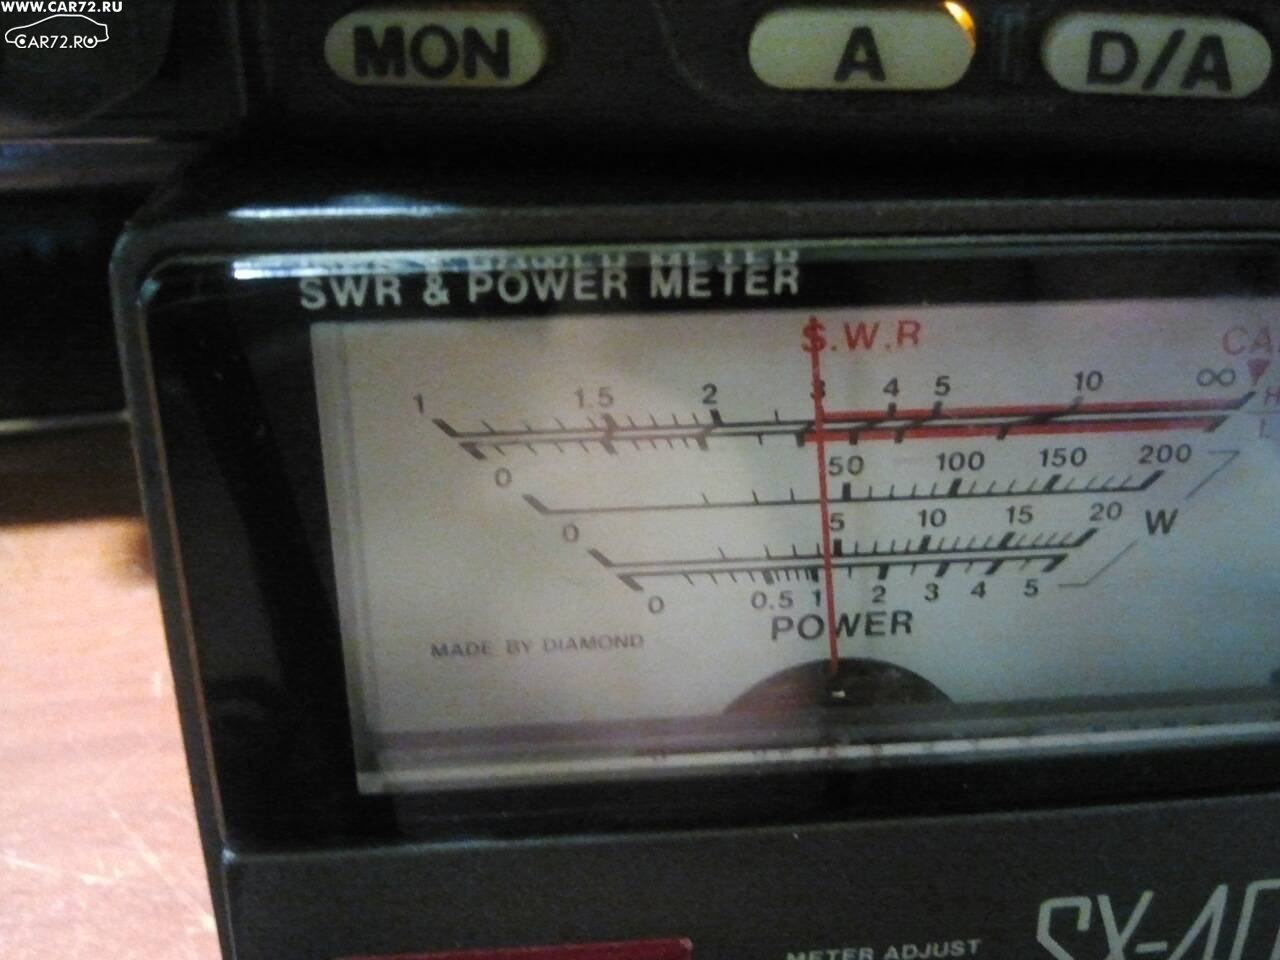 WWW.CAR72.RU
CAR72.RO
MON A D/A
SWR & POWER METER
S.W.R
1 1.5 2 3 4 5 10 ∞
0 50 100 150 200
0 5 10 15 20 W
0 0.5 1 2 3 4 5
POWER
MADE BY DIAMOND
METER ADJUST